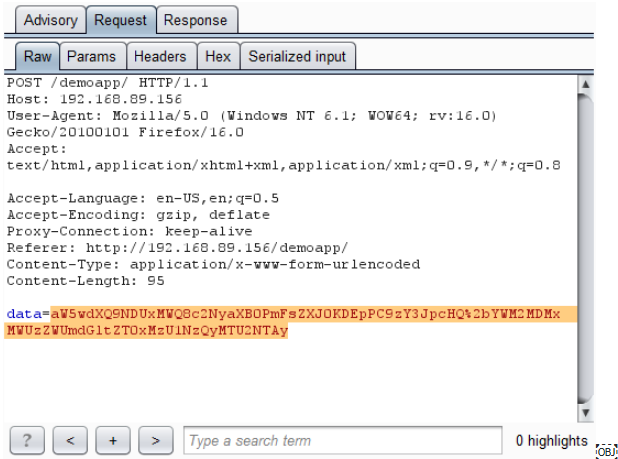 Advisory Request Response
Raw Params Headers Hex Serialized input
POST /demoapp/ HTTP/1.1
Host: 192.168.89.156
User-Agent: Mozilla/5.0 (Windows NT 6.1; WOW64; rv:16.0)
Gecko/20100101 Firefox/16.0
Accept:
text/html,application/xhtml+xml,application/xml;q=0.9,*/*;q=0.8
Accept-Language: en-US,en;q=0.5
Accept-Encoding: gzip, deflate
Proxy-Connection: keep-alive
Referer: http://192.168.89.156/demoapp/
Content-Type: application/x-www-form-urlencoded
Content-Length: 95
data=aW5wdXQ9NDUxMWQ8c2NyaXB0PmFsZXJ0KDEpPC9zY3JpcHQ%2bYWM2MDMx
MWUzZWUmdGltZT0xMzU1NzQyMTU2NTAy
? < + > Type a search term 0 highlights
OBJ